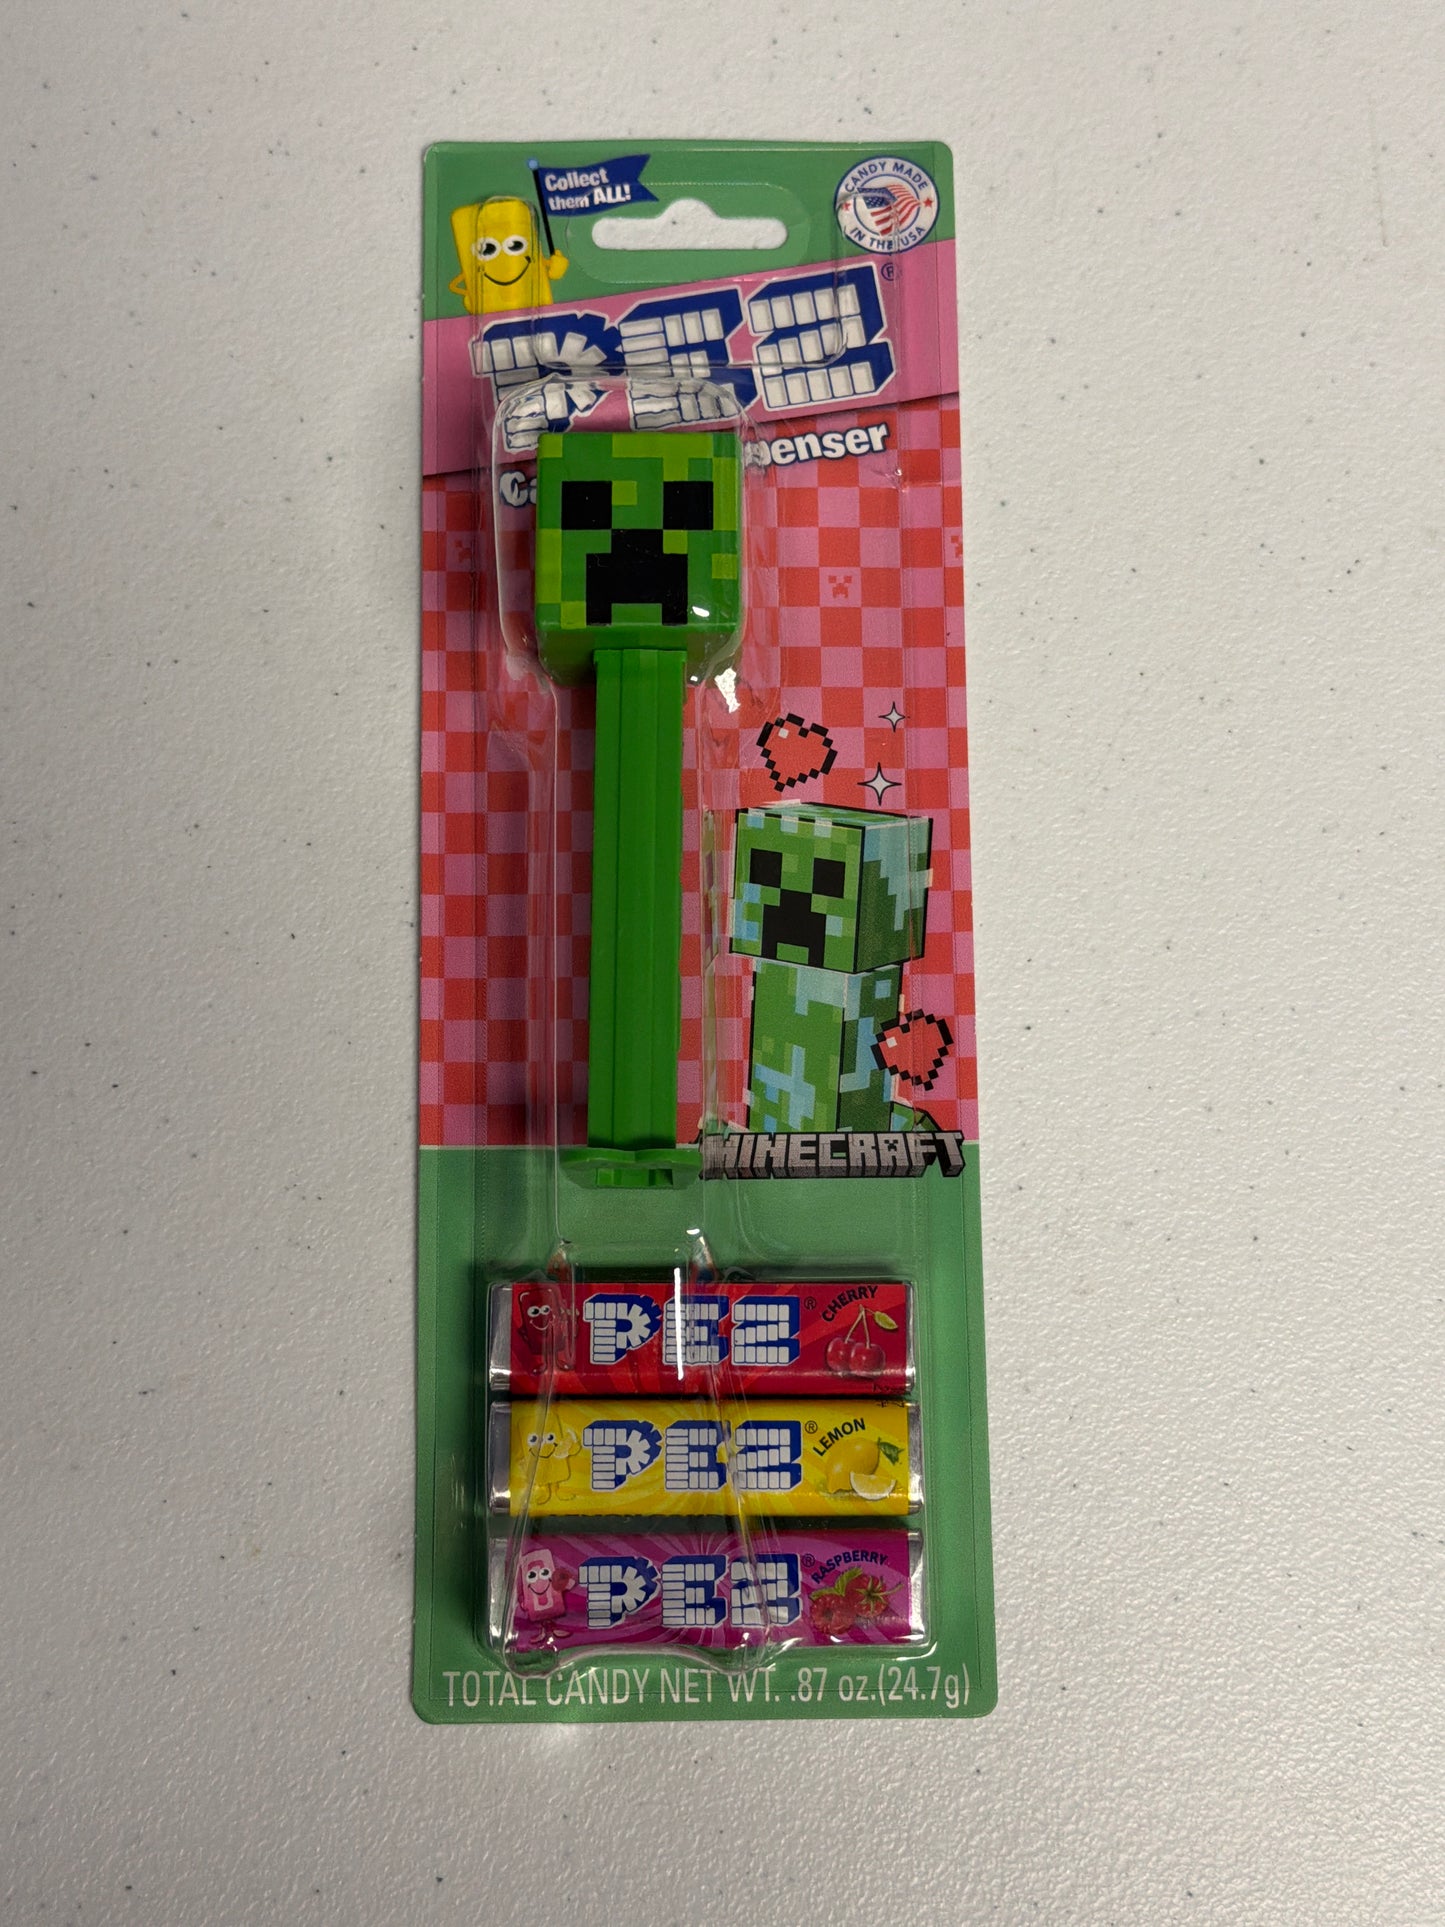 Collect
them ALL!
CANDY MADE
IN THE USA
PEZ®
penser
MINECRAFT
PEZ® CHERRY
PEZ® LEMON
PEZ® RASPBERRY
TOTAL CANDY NET WT. .87 oz.(24.7g)